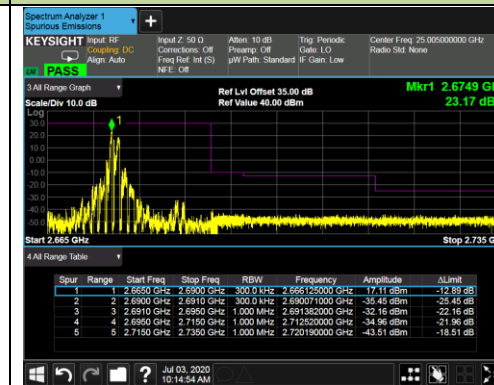 Spectrum Analyzer 1
Spurious Emissions
+
KEYSIGHT Input: RF Input Z: 50 Ω Atten: 10 dB Trig: Periodic Center Freq: 25.005000000 GHz
Coupling: DC Corrections: Off Preamp: Off Gate: LO Radio Std: None
Align: Auto Freq Ref: Int (S) µW Path: Standard IF Gain: Low
NFE: Off
PASS
3 All Range Graph
Ref Lvl Offset 35.00 dB Mkr1 2.6749 G
Scale/Div 10.0 dB Ref Value 40.00 dBm 23.17 dB
Log
1
30.0
20.0
10.0
0.00
-10.0
-20.0
-30.0
-40.0
-50.0
Start 2.665 GHz Stop 2.735 G
4 All Range Table
Spur Range Start Freq Stop Freq RBW Frequency Amplitude ΔLimit
1 1 2.6650 GHz 2.6900 GHz 300.0 kHz 2.666125000 GHz 17.11 dBm -12.89 dB
2 2 2.6900 GHz 2.6910 GHz 300.0 kHz 2.690071000 GHz -35.45 dBm -25.45 dB
3 3 2.6910 GHz 2.6950 GHz 1.000 MHz 2.691382000 GHz -32.16 dBm -22.16 dB
4 4 2.6950 GHz 2.7150 GHz 1.000 MHz 2.712520000 GHz -34.96 dBm -21.96 dB
5 5 2.7150 GHz 2.7350 GHz 1.000 MHz 2.720190000 GHz -43.51 dBm -18.51 dB
? Jul 03, 2020
10:14:54 AM